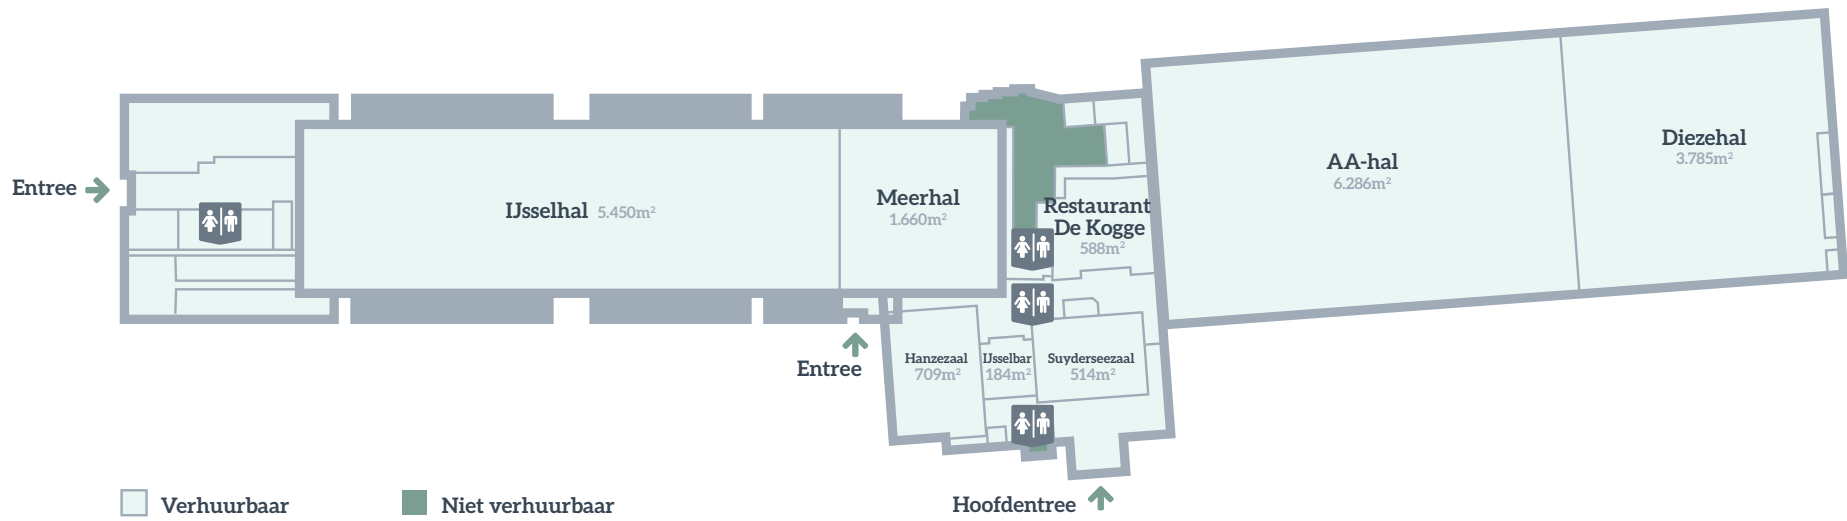 Entree
IJsselhal 5.450m²
Meerhal
1.660m²
Restaurant
De Kogge
588m²
AA-hal
6.286m²
Diezehal
3.785m²
Entree
Hanzezaal
709m²
IJsselbar
184m²
Suyderseezaal
514m²
Hoofdentree
Verhuurbaar
Niet verhuurbaar